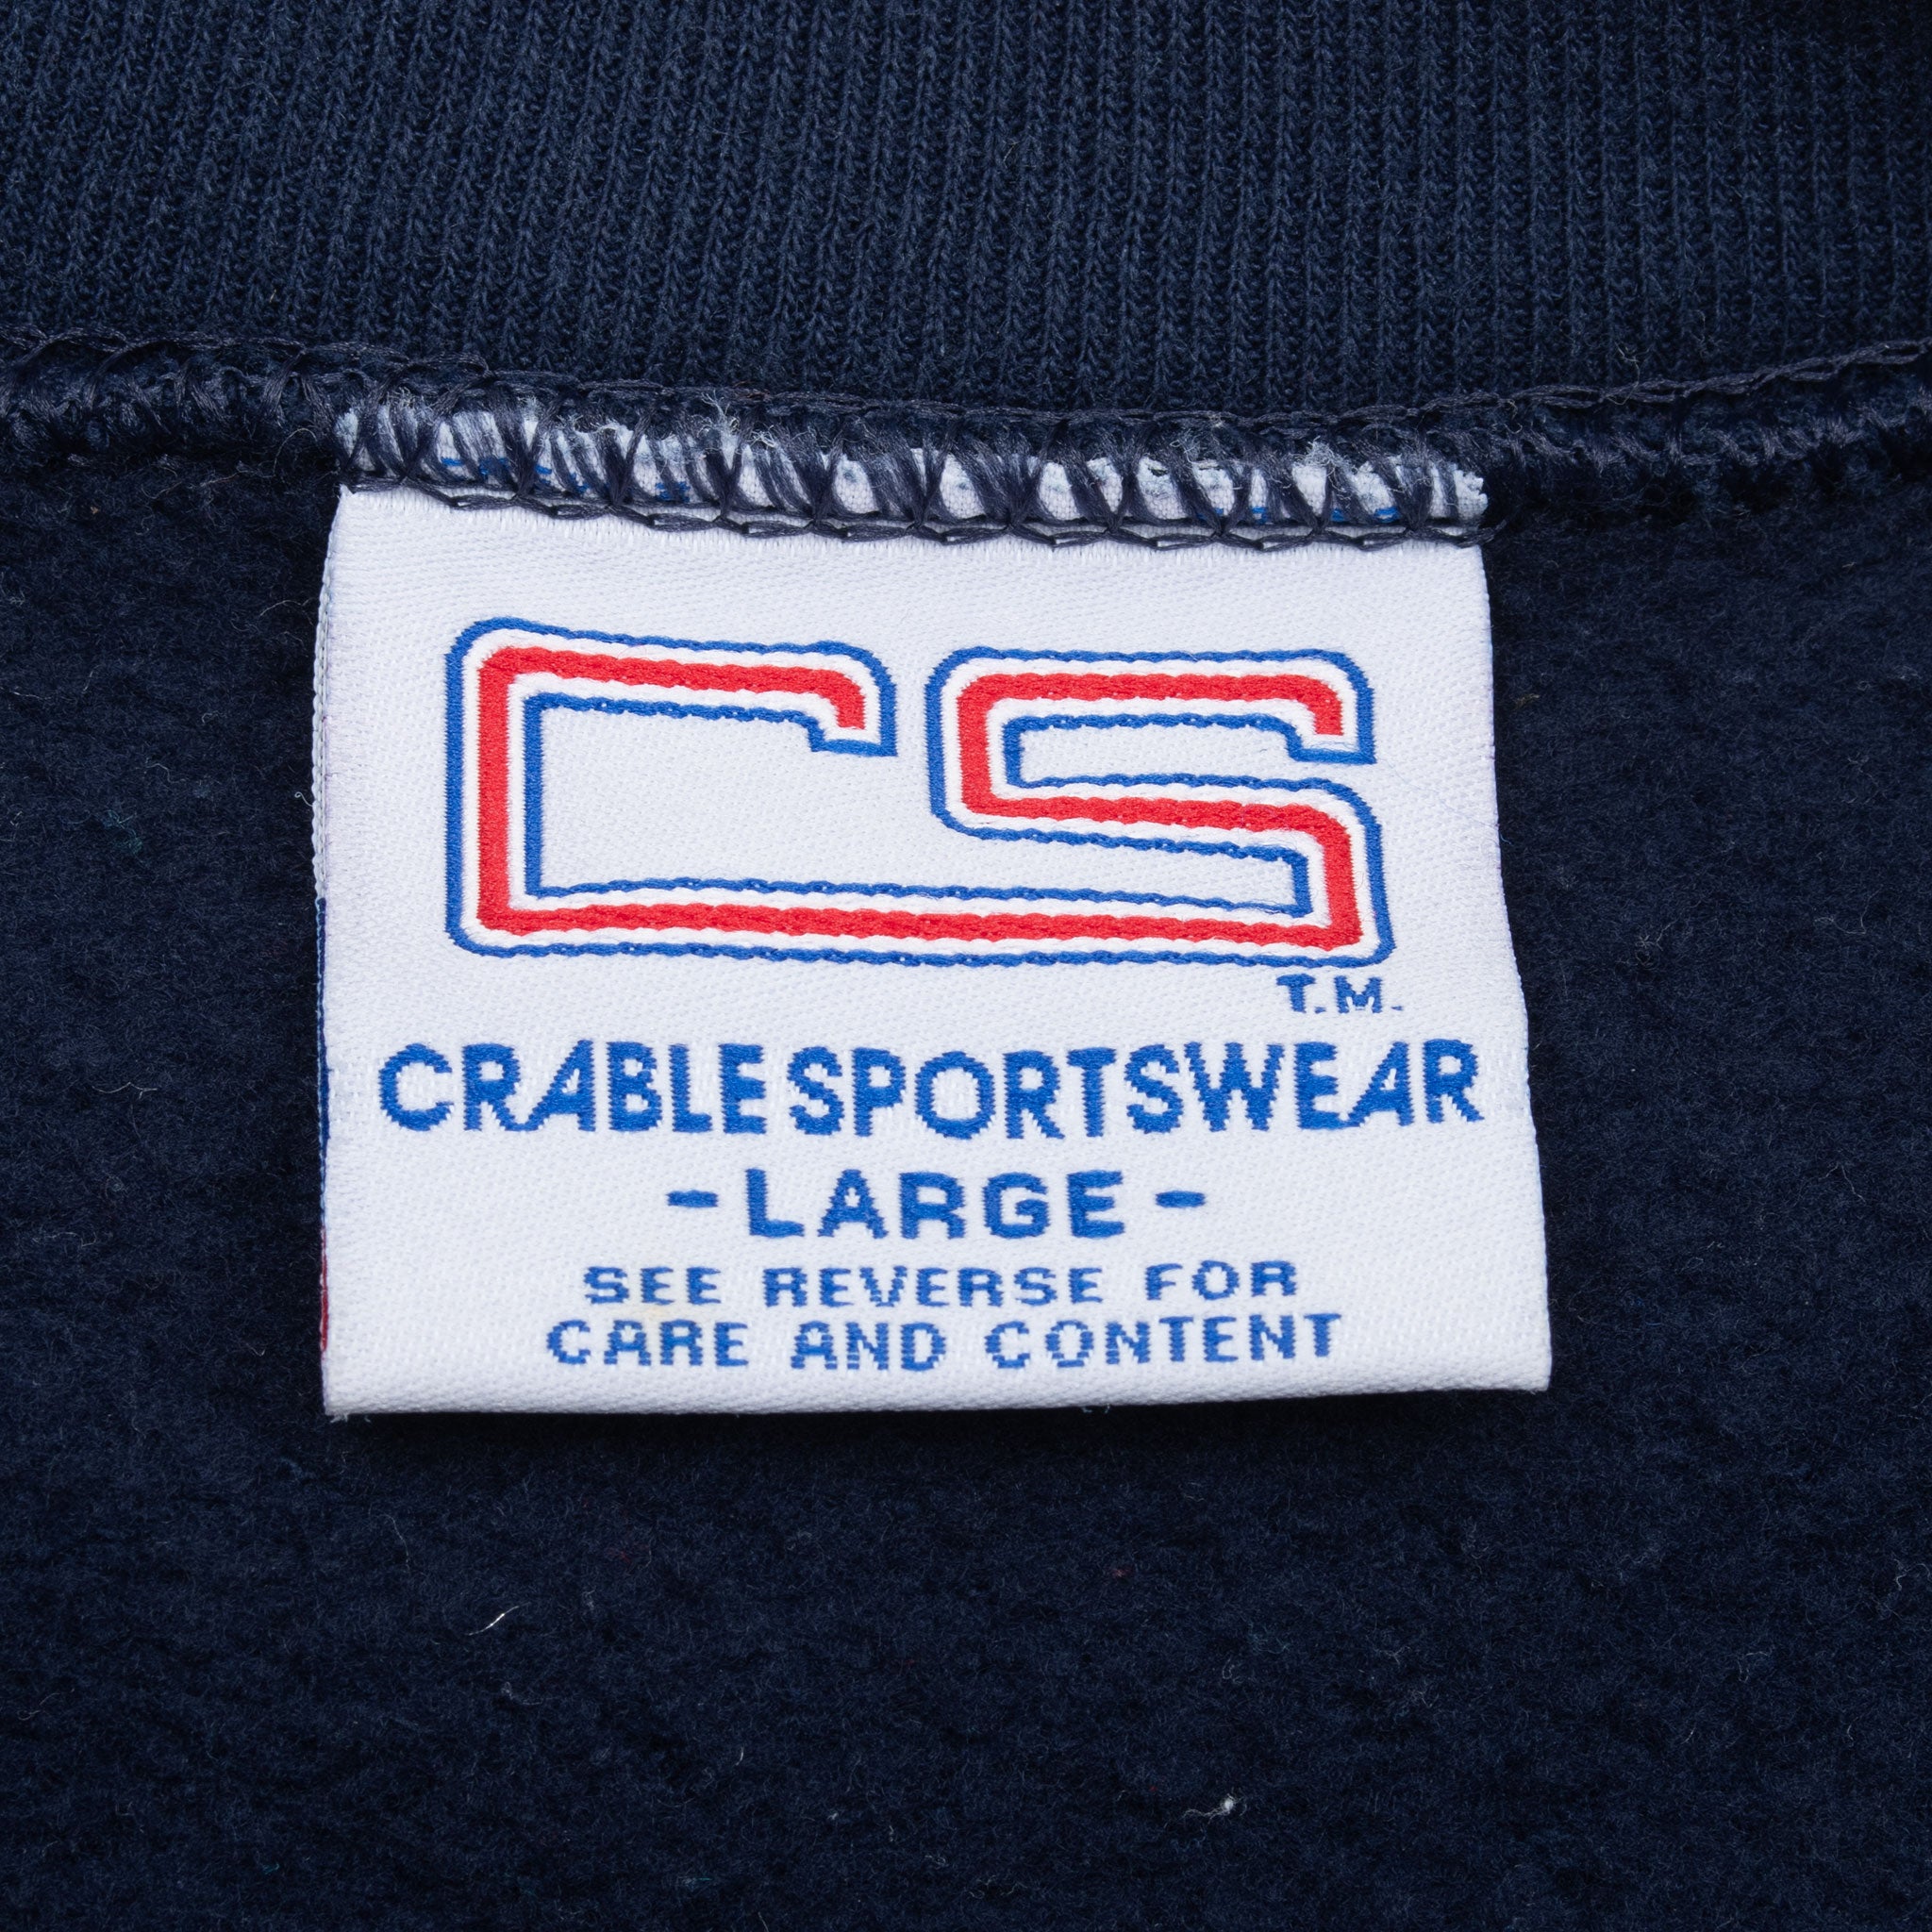 CS
T.M.
CRABLE SPORTSWEAR
- LARGE -
SEE REVERSE FOR
CARE AND CONTENT